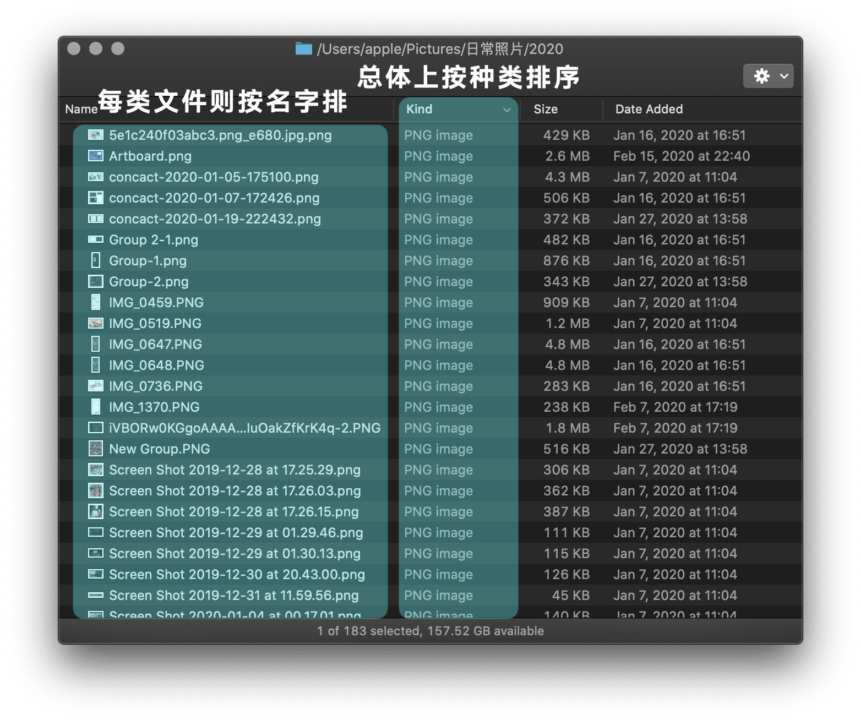 /Users/apple/Pictures/日常照片/2020
总体上按种类排序
Name 每类文件则按名字排 Kind Size Date Added
5e1c240f03abc3.png_e680.jpg.png PNG image 429 KB Jan 16, 2020 at 16:51
Artboard.png PNG image 2.6 MB Feb 15, 2020 at 22:40
concact-2020-01-05-175100.png PNG image 4.3 MB Jan 7, 2020 at 11:04
concact-2020-01-07-172426.png PNG image 506 KB Jan 16, 2020 at 16:51
concact-2020-01-19-222432.png PNG image 372 KB Jan 27, 2020 at 13:58
Group 2-1.png PNG image 482 KB Jan 16, 2020 at 16:51
Group-1.png PNG image 876 KB Jan 16, 2020 at 16:51
Group-2.png PNG image 343 KB Jan 27, 2020 at 13:58
IMG_0459.PNG PNG image 909 KB Jan 7, 2020 at 11:04
IMG_0519.PNG PNG image 1.2 MB Jan 7, 2020 at 11:04
IMG_0647.PNG PNG image 4.8 MB Jan 16, 2020 at 16:51
IMG_0648.PNG PNG image 4.8 MB Jan 16, 2020 at 16:51
IMG_0736.PNG PNG image 283 KB Jan 16, 2020 at 16:51
IMG_1370.PNG PNG image 238 KB Feb 7, 2020 at 17:19
iVBORw0KGgoAAAA...IuOakZfKrK4q-2.PNG PNG image 1.8 MB Feb 7, 2020 at 17:19
New Group.PNG PNG image 516 KB Jan 27, 2020 at 13:58
Screen Shot 2019-12-28 at 17.25.29.png PNG image 306 KB Jan 7, 2020 at 11:04
Screen Shot 2019-12-28 at 17.26.03.png PNG image 362 KB Jan 7, 2020 at 11:04
Screen Shot 2019-12-28 at 17.26.15.png PNG image 387 KB Jan 7, 2020 at 11:04
Screen Shot 2019-12-29 at 01.29.46.png PNG image 111 KB Jan 7, 2020 at 11:04
Screen Shot 2019-12-29 at 01.30.13.png PNG image 115 KB Jan 7, 2020 at 11:04
Screen Shot 2019-12-30 at 20.43.00.png PNG image 126 KB Jan 7, 2020 at 11:04
Screen Shot 2019-12-31 at 11.59.56.png PNG image 45 KB Jan 7, 2020 at 11:04
Screen Shot 2020-01-04 at 00.17.01.png PNG image 140 KB Jan 7, 2020 at 11:04
1 of 183 selected, 157.52 GB available